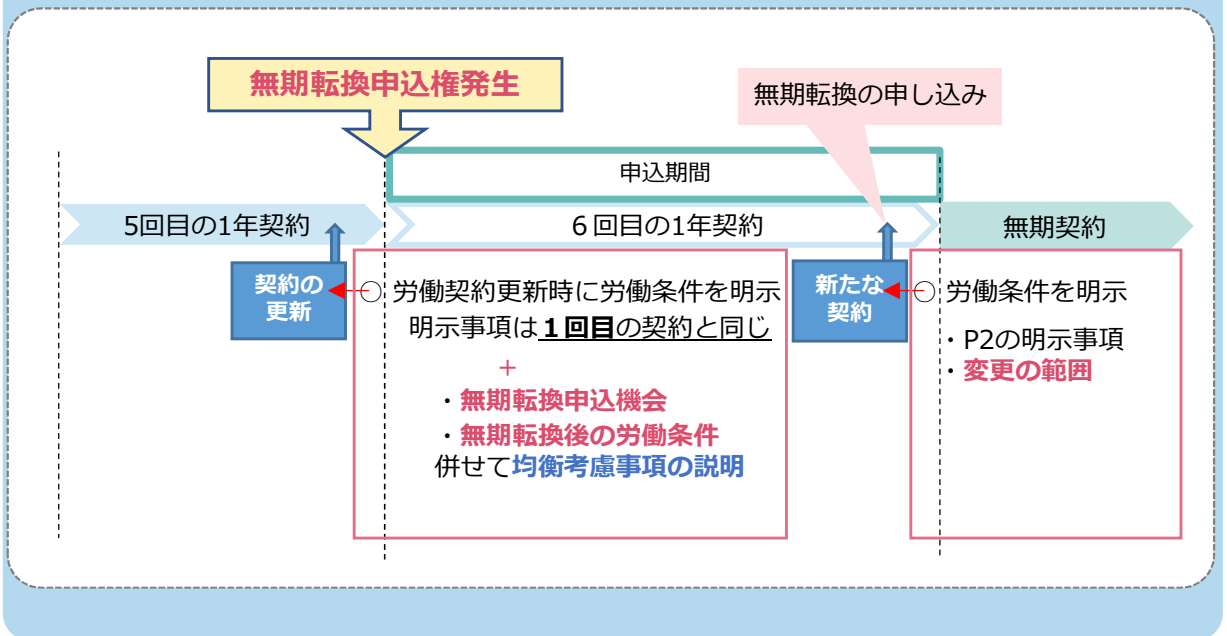 無期転換申込権発生
無期転換の申し込み
申込期間
5回目の1年契約
６回目の1年契約
無期契約
契約の
更新
○ 労働契約更新時に労働条件を明示
明示事項は１回目の契約と同じ
＋
・無期転換申込機会
・無期転換後の労働条件
併せて均衡考慮事項の説明
新たな
契約
○ 労働条件を明示
・P2の明示事項
・変更の範囲